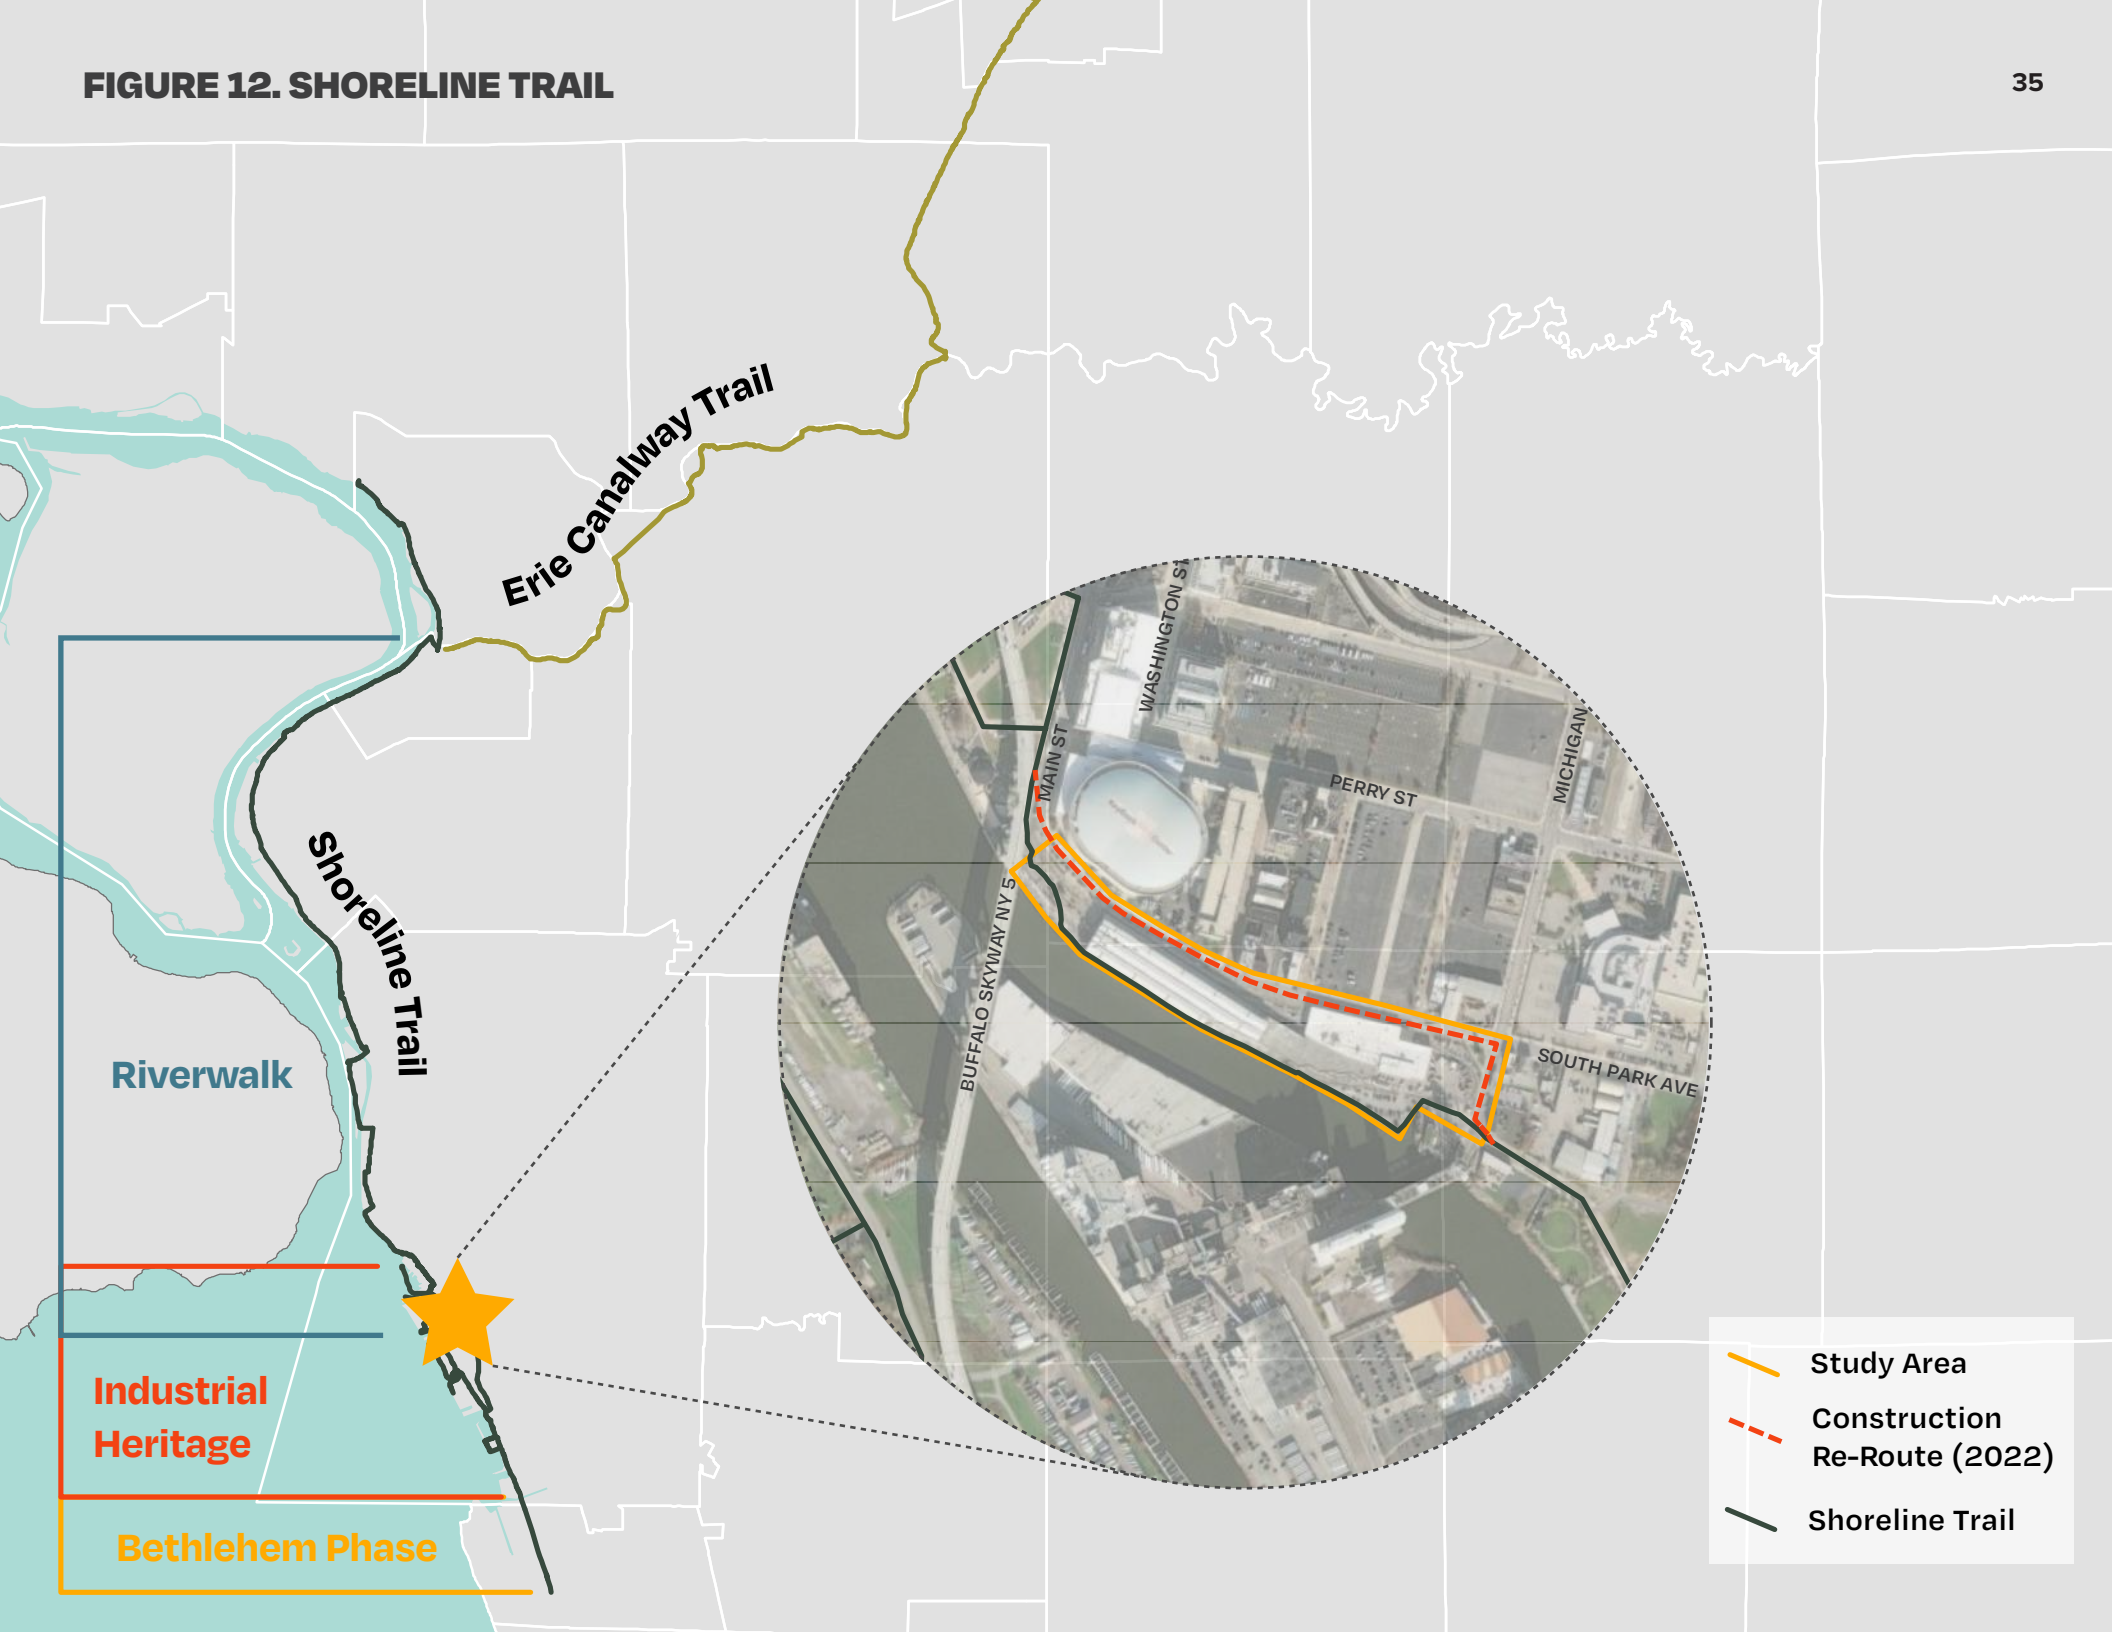 FIGURE 12. SHORELINE TRAIL
35
Erie Canalway Trail
Shoreline Trail
Riverwalk
Industrial
Heritage
Bethlehem Phase
WASHINGTON ST
MAIN ST
PERRY ST
MICHIGAN
BUFFALO SKYWAY NY 5
SOUTH PARK AVE
Study Area
Construction
Re-Route (2022)
Shoreline Trail